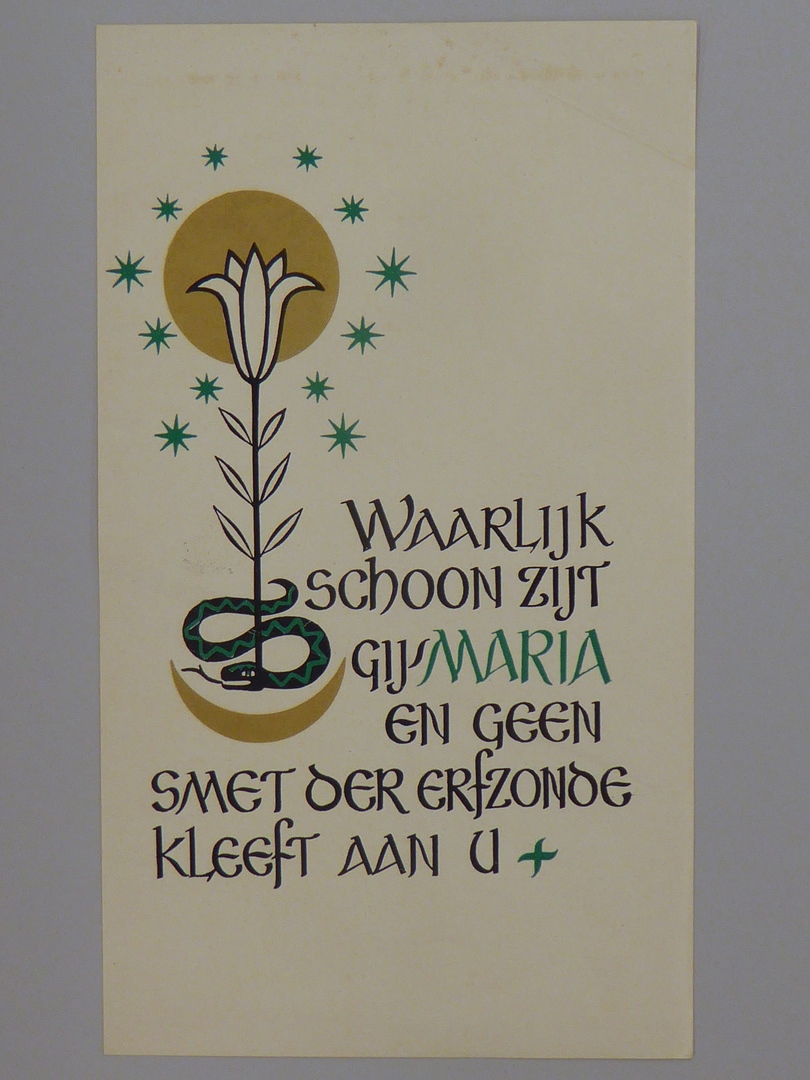 WAARLIJK
SCHOON ZIJT
GIJ MARIA
EN GEEN
SMET DER ERFZONDE
KLEEFT AAN U +